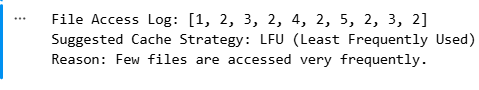 ... File Access Log: [1, 2, 3, 2, 4, 2, 5, 2, 3, 2]
Suggested Cache Strategy: LFU (Least Frequently Used)
Reason: Few files are accessed very frequently.